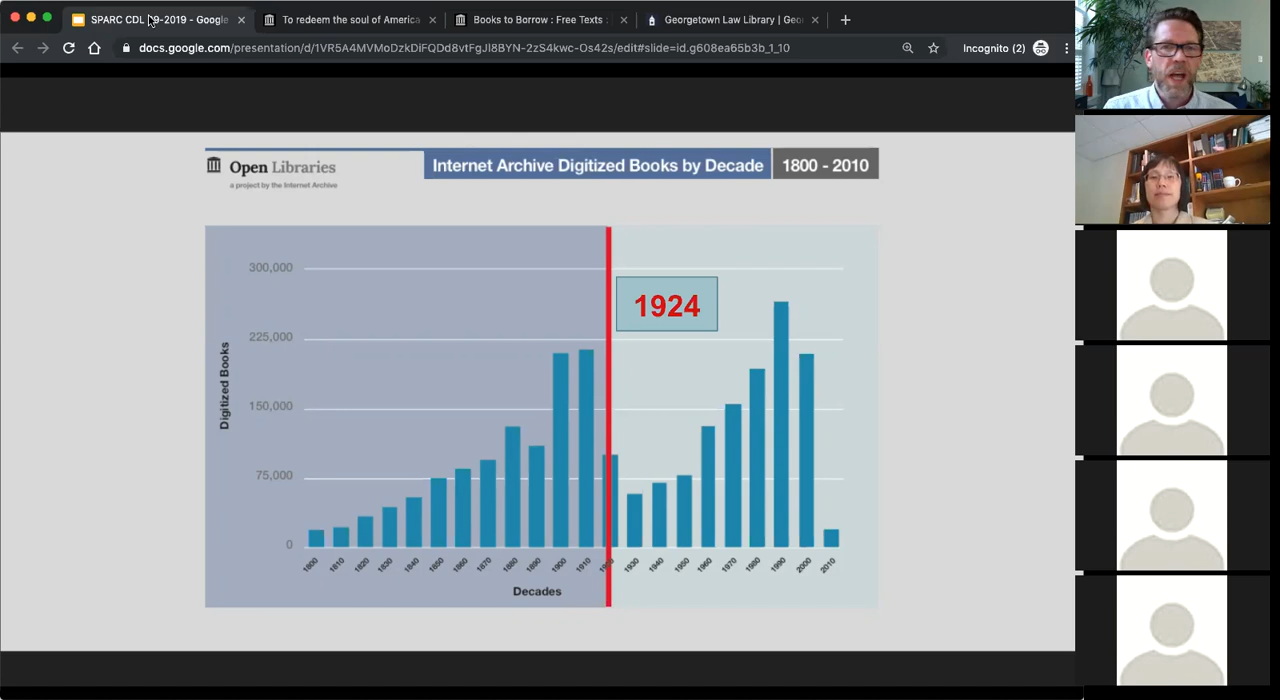 SPARC CDL 09-2019 - Google
To redeem the soul of America
Books to Borrow : Free Texts :
Georgetown Law Library | Geo
docs.google.com/presentation/d/1VR5A4MVMoDzkDiFQDd8vtFgJI8BYN-2zS4kwc-Os42s/edit#slide=id.g608ea65b3b_1_10
Incognito (2)
Open Libraries
a project by the Internet Archive
Internet Archive Digitized Books by Decade
1800 - 2010
300,000
225,000
150,000
75,000
0
Digitized Books
1924
1800 1810 1820 1830 1840 1850 1860 1870 1880 1890 1900 1910 1920 1930 1940 1950 1960 1970 1980 1990 2000 2010
Decades